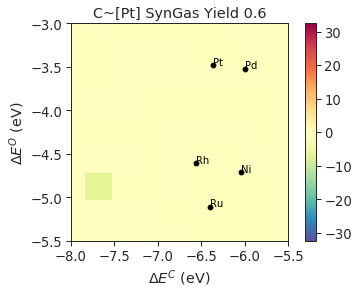 C~[Pt] SynGas Yield 0.6
−3.0
−3.5
−4.0
−4.5
−5.0
−5.5
ΔE^O (eV)
Pt
Pd
Rh
Ni
Ru
−8.0 −7.5 −7.0 −6.5 −6.0 −5.5
ΔE^C (eV)
30
20
10
0
−10
−20
−30